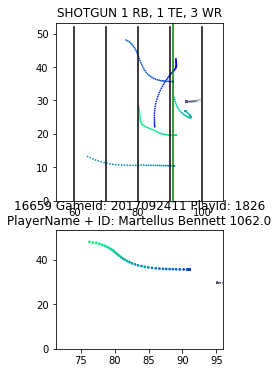 SHOTGUN 1 RB, 1 TE, 3 WR
50
40
30
20
10
0
60 80 100
16659 GameId: 2017092411 PlayId: 1826
PlayerName + ID: Martellus Bennett 1062.0
40
20
0
75 80 85 90 95